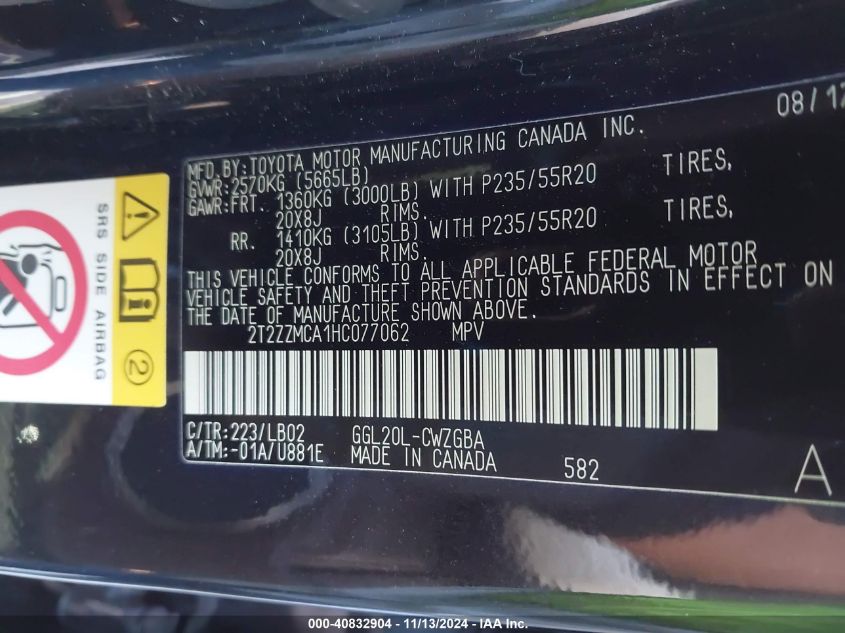 08/17
MFD.BY:TOYOTA MOTOR MANUFACTURING CANADA INC.
GVWR:2570KG (5665LB)
GAWR:FRT. 1360KG (3000LB) WITH P235/55R20 TIRES,
20X8J RIMS.
RR. 1410KG (3105LB) WITH P235/55R20 TIRES,
20X8J RIMS.
THIS VEHICLE CONFORMS TO ALL APPLICABLE FEDERAL MOTOR
VEHICLE SAFETY AND THEFT PREVENTION STANDARDS IN EFFECT ON
THE DATE OF MANUFACTURE SHOWN ABOVE.
2T2ZZMCA1HC077062 MPV
C/TR:223/LB02 GGL20L-CWZGBA
A/TM:-01A/U881E MADE IN CANADA 582 A
SRS SIDE AIRBAG
2
000-40832904 - 11/13/2024 - IAA Inc.